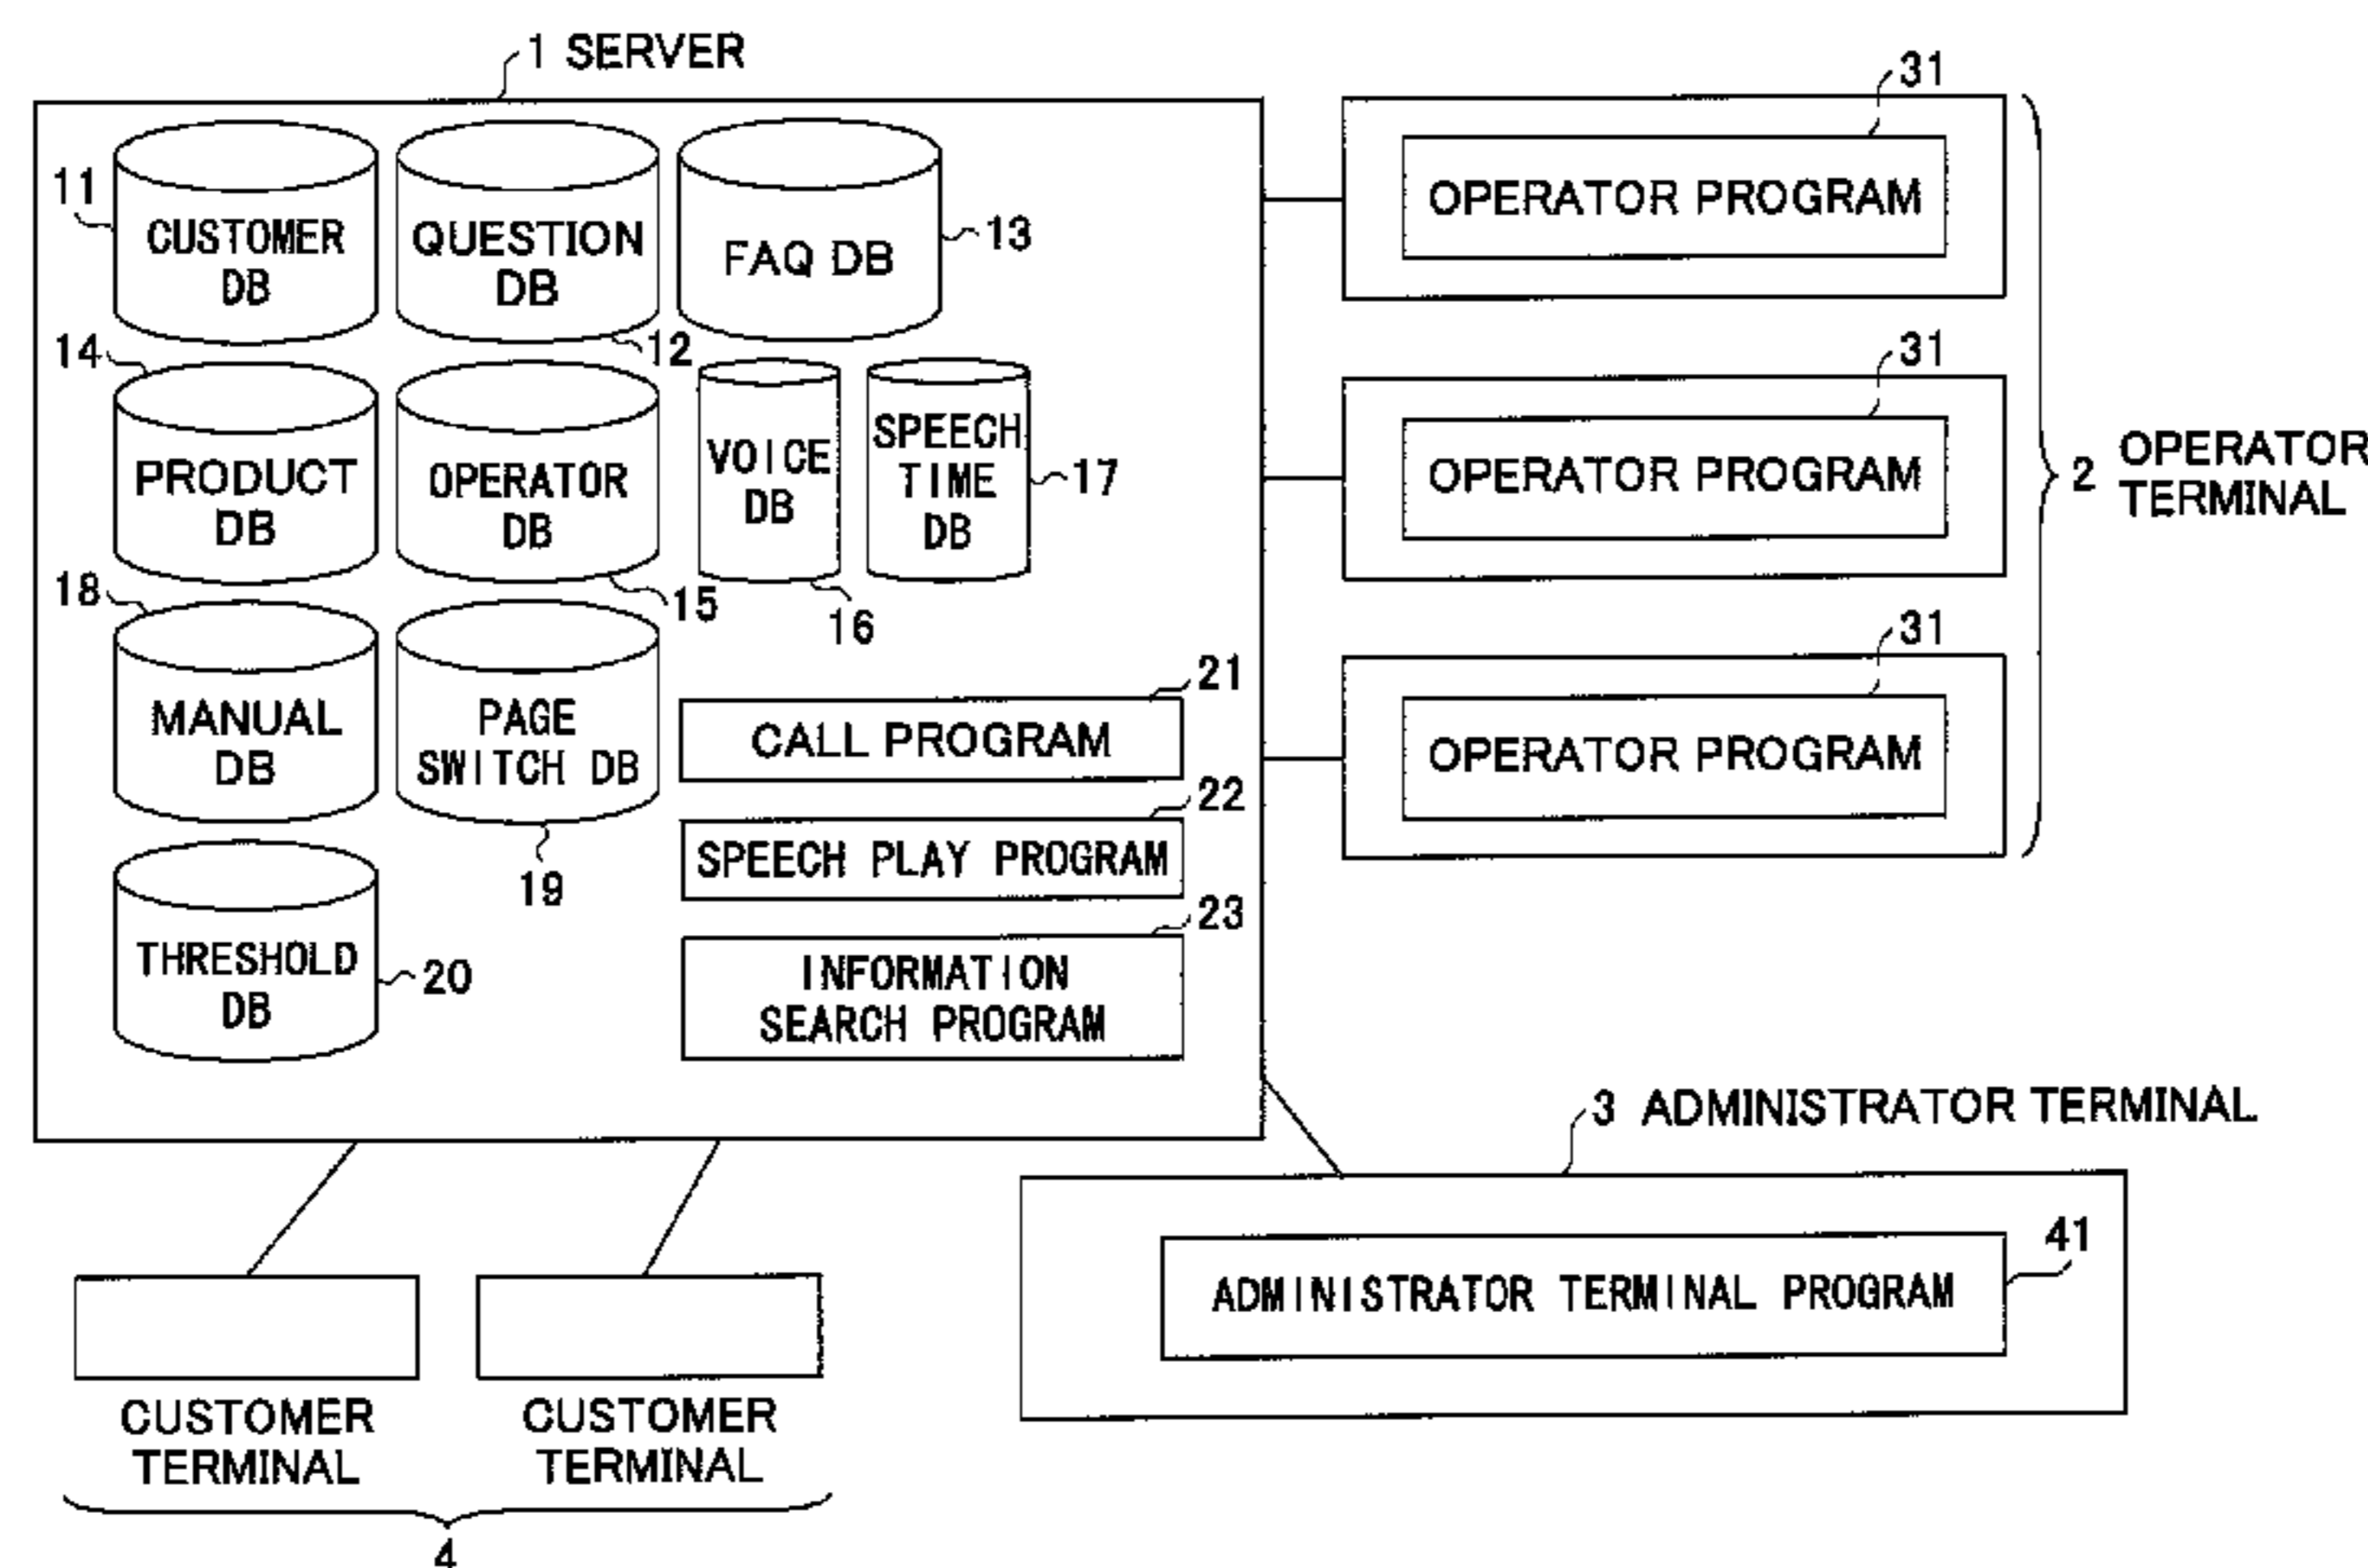 1 SERVER
11
CUSTOMER
DB
QUESTION
DB
12
FAQ DB
13
14
PRODUCT
DB
OPERATOR
DB
15
VOICE
DB
16
SPEECH
TIME
DB
17
18
MANUAL
DB
PAGE
SWITCH DB
19
THRESHOLD
DB
20
21
CALL PROGRAM
22
SPEECH PLAY PROGRAM
23
INFORMATION
SEARCH PROGRAM
31
OPERATOR PROGRAM
31
OPERATOR PROGRAM
31
OPERATOR PROGRAM
2 OPERATOR
TERMINAL
3 ADMINISTRATOR TERMINAL
41
ADMINISTRATOR TERMINAL PROGRAM
CUSTOMER
TERMINAL
CUSTOMER
TERMINAL
4